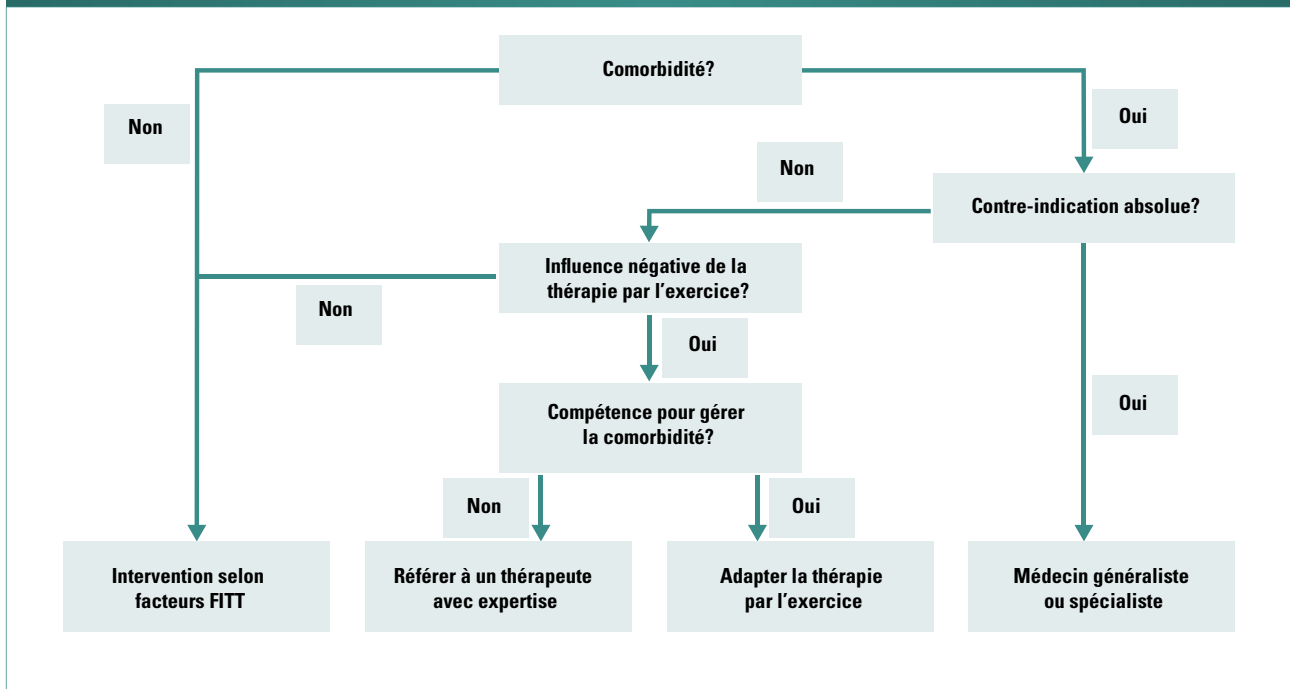 Comorbidité?
Non
Oui
Non
Contre-indication absolue?
Influence négative de la
thérapie par l'exercice?
Non
Oui
Compétence pour gérer
la comorbidité?
Oui
Non
Oui
Intervention selon
facteurs FITT
Référer à un thérapeute
avec expertise
Adapter la thérapie
par l'exercice
Médecin généraliste
ou spécialiste